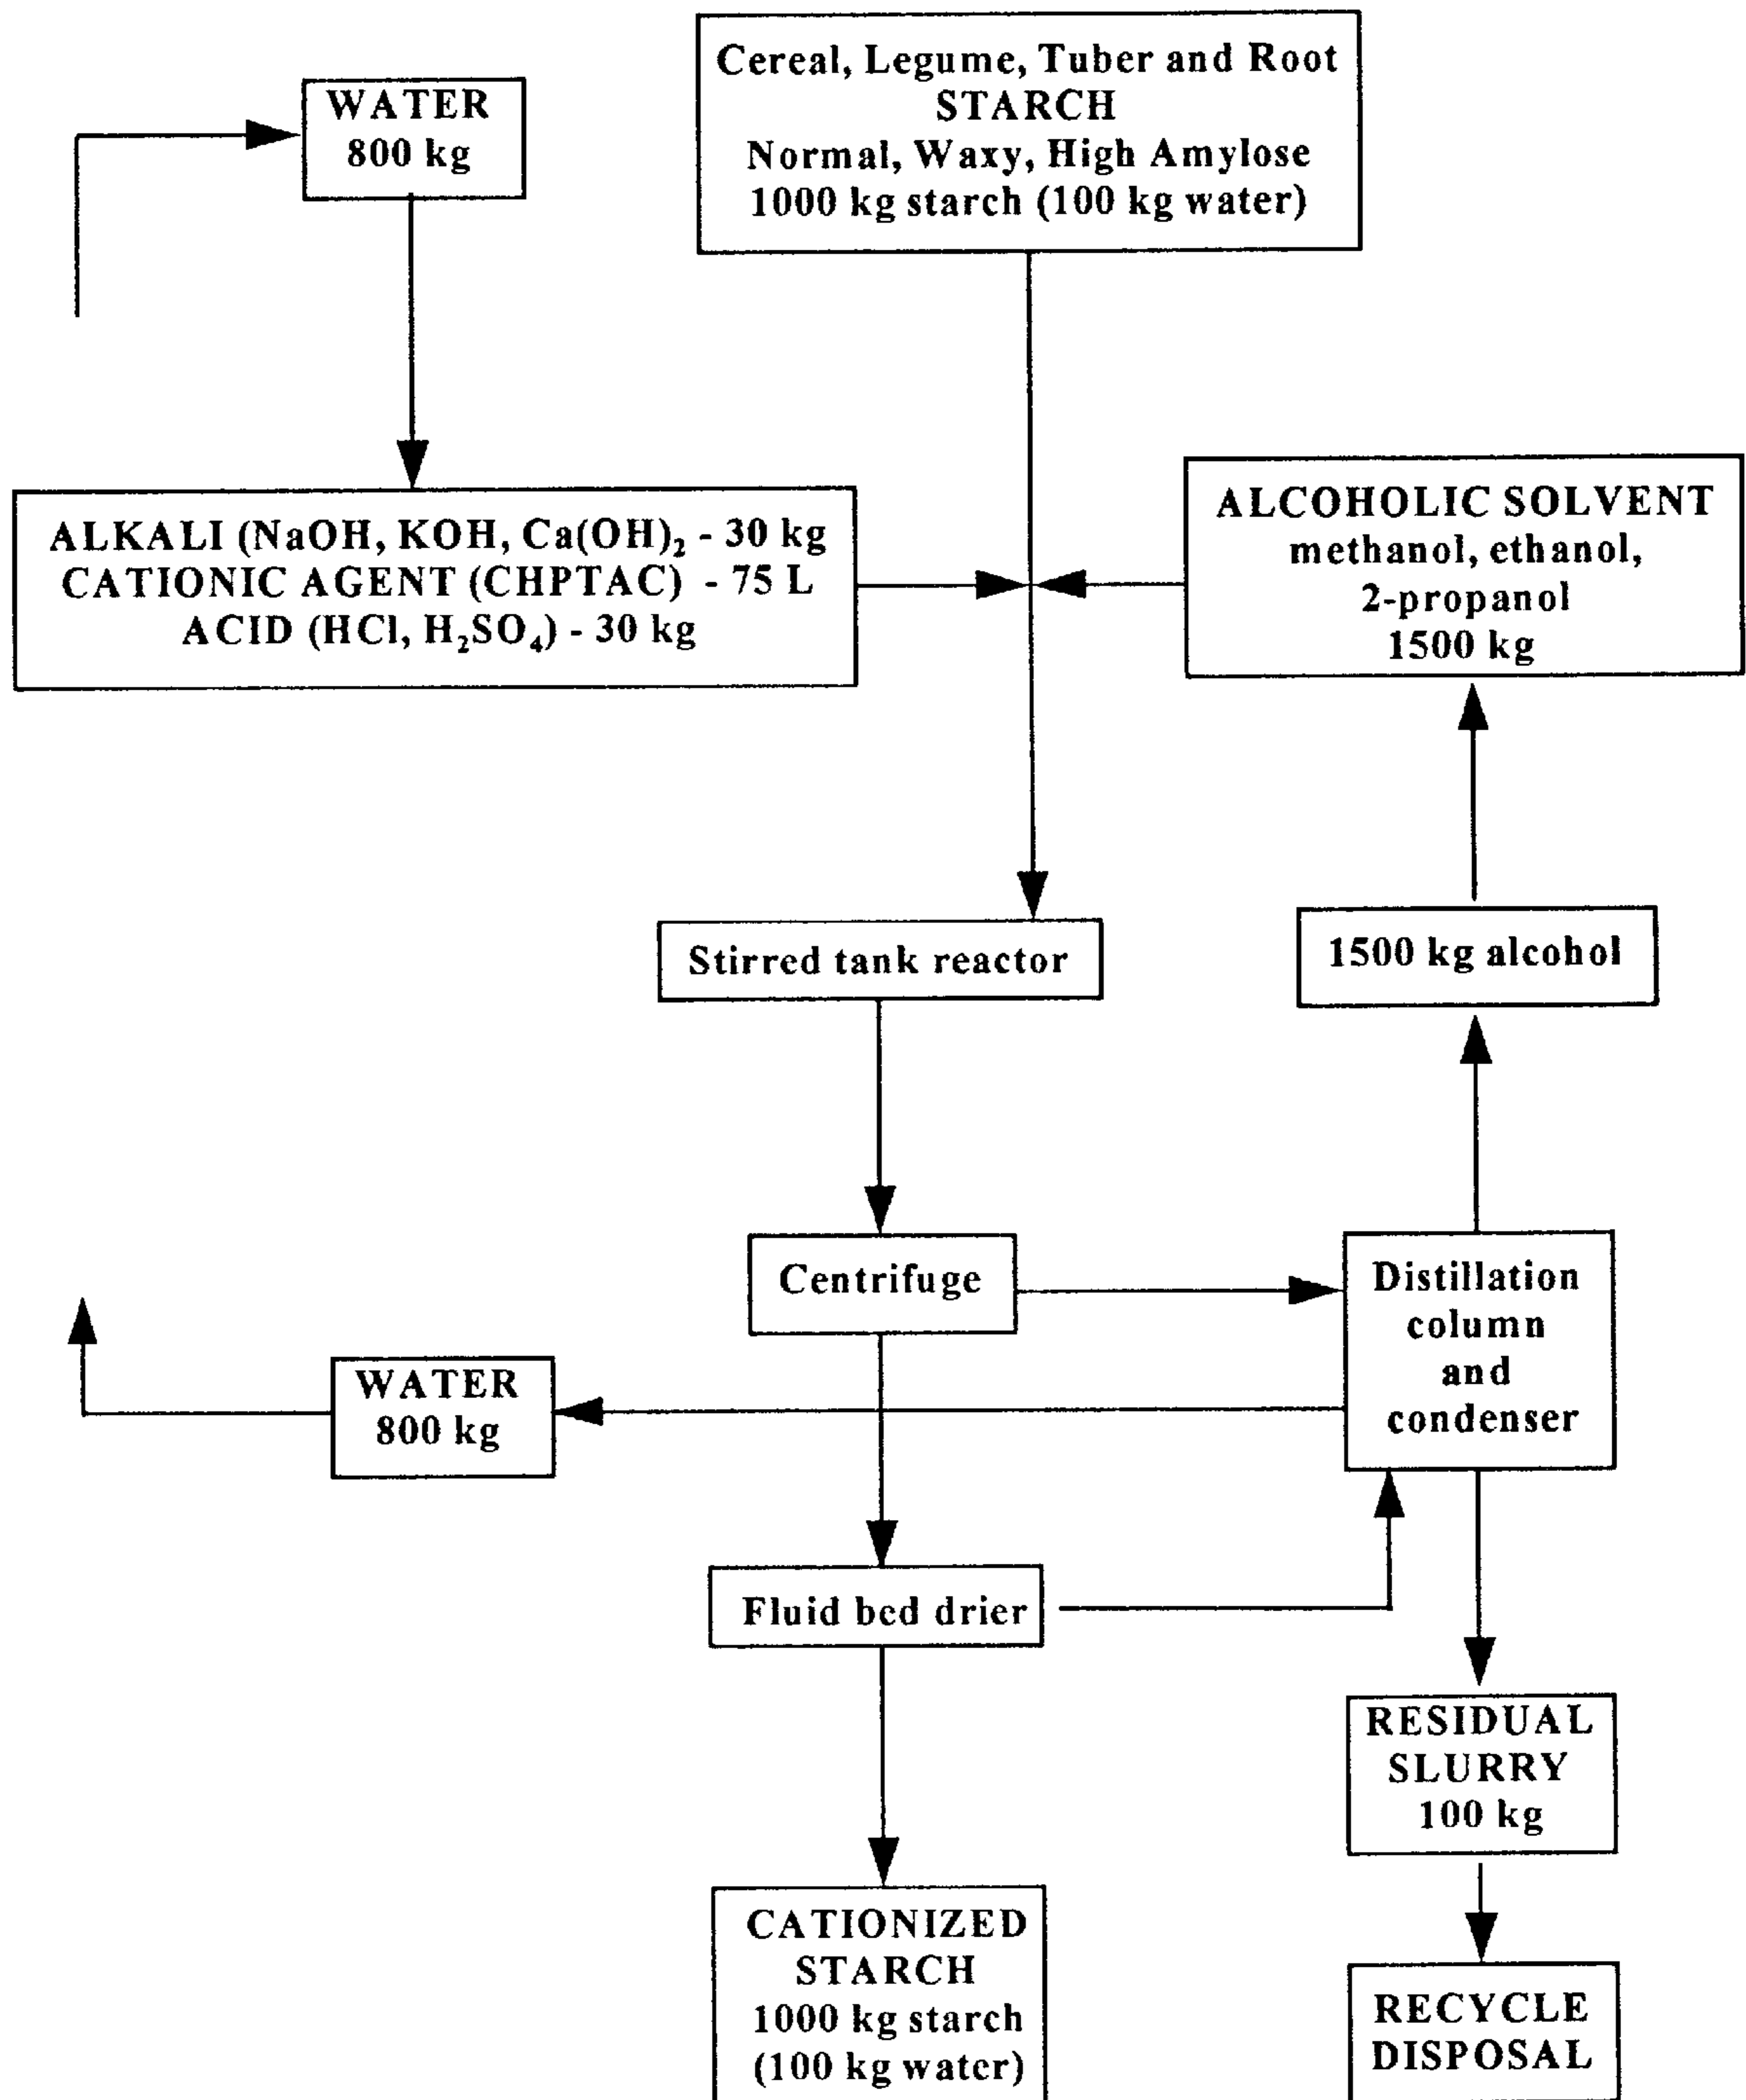 Cereal, Legume, Tuber and Root
STARCH
Normal, Waxy, High Amylose
1000 kg starch (100 kg water)
WATER
800 kg
ALKALI (NaOH, KOH, Ca(OH)₂ - 30 kg
CATIONIC AGENT (CHPTAC) - 75 L
ACID (HCl, H₂SO₄) - 30 kg
ALCOHOLIC SOLVENT
methanol, ethanol,
2-propanol
1500 kg
Stirred tank reactor
1500 kg alcohol
Centrifuge
Distillation
column
and
condenser
WATER
800 kg
Fluid bed drier
RESIDUAL
SLURRY
100 kg
CATIONIZED
STARCH
1000 kg starch
(100 kg water)
RECYCLE
DISPOSAL